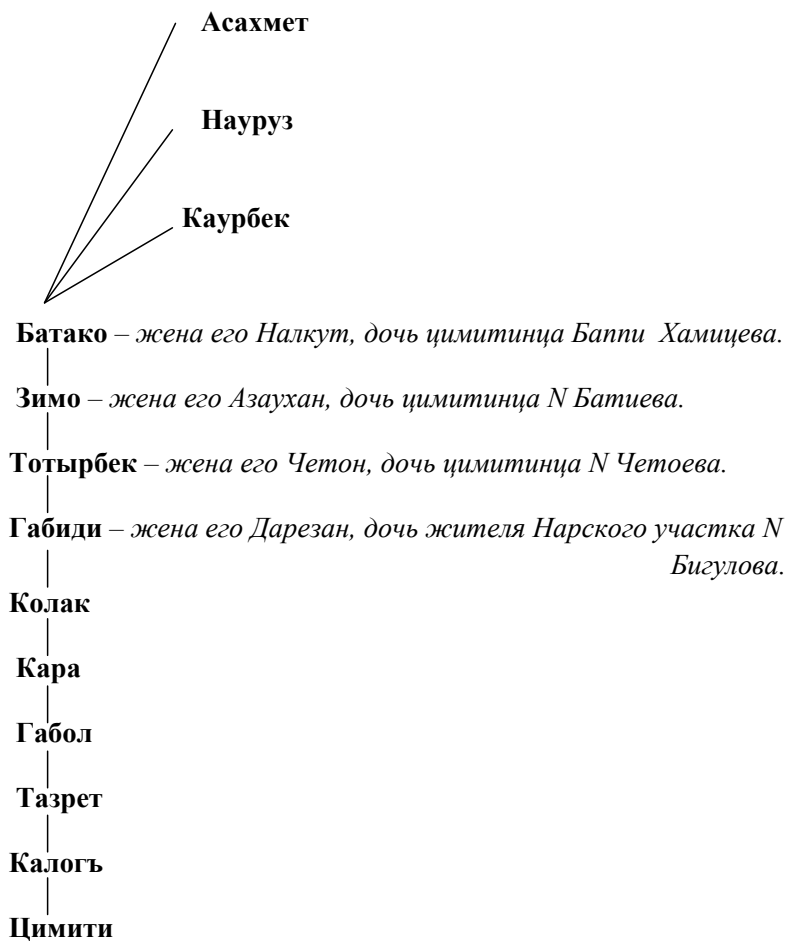 Асахмет
Науруз
Каурбек
Батако – жена его Налкут, дочь цимитинца Баппи Хамицева.
Зимо – жена его Азаухан, дочь цимитинца N Батиева.
Тотырбек – жена его Четон, дочь цимитинца N Четоева.
Габиди – жена его Дарезан, дочь жителя Нарского участка N
Бигулова.
Колак
Кара
Габол
Тазрет
Калогъ
Цимити